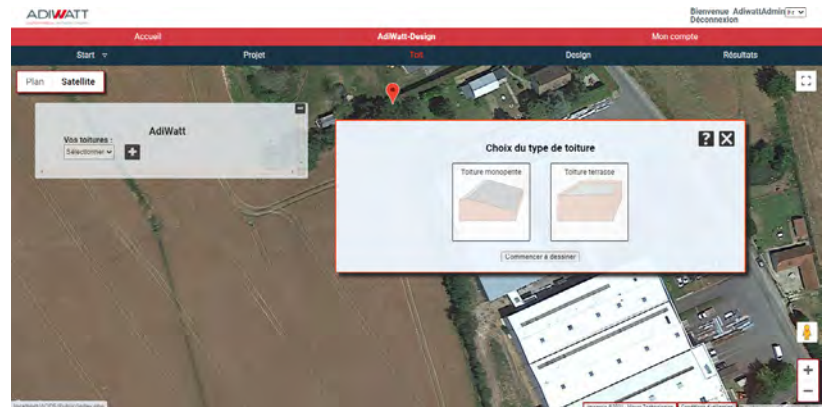 ADIWATT
Bienvenue AdiwattAdmin
Fr
Déconnexion
Accueil
AdiWatt-Design
Mon compte
Start
Projet
Toit
Design
Résultats
Plan
Satellite
AdiWatt
Vos toitures :
Sélectionner
+
? X
Choix du type de toiture
Toiture monopente
Toiture terrasse
Commencer à dessiner
+
−